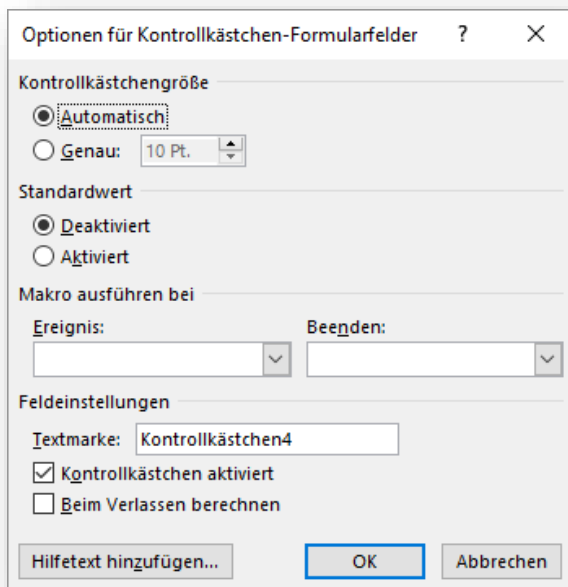 Optionen für Kontrollkästchen-Formularfelder ?
Kontrollkästchengröße
Automatisch
Genau: 10 Pt.
Standardwert
Deaktiviert
Aktiviert
Makro ausführen bei
Ereignis: Beenden:
Feldeinstellungen
Textmarke: Kontrollkästchen4
Kontrollkästchen aktiviert
Beim Verlassen berechnen
Hilfetext hinzufügen... OK Abbrechen